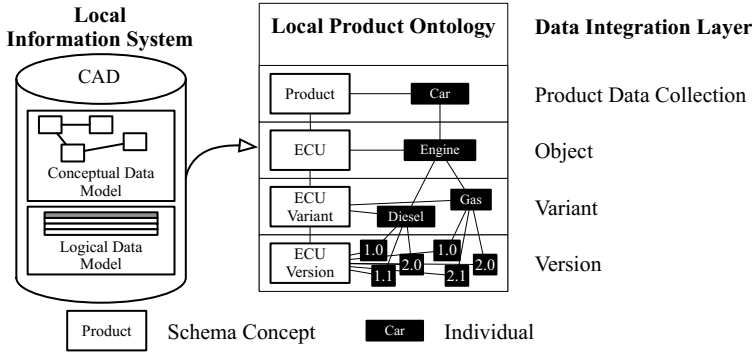 Local
Information System
CAD
Conceptual Data
Model
Logical Data
Model
Local Product Ontology
Data Integration Layer
Product
Car
Product Data Collection
ECU
Engine
Object
ECU
Variant
Diesel
Gas
Variant
ECU
Version
1.0
1.1
2.0
1.0
2.1
2.0
Version
Product
Schema Concept
Car
Individual